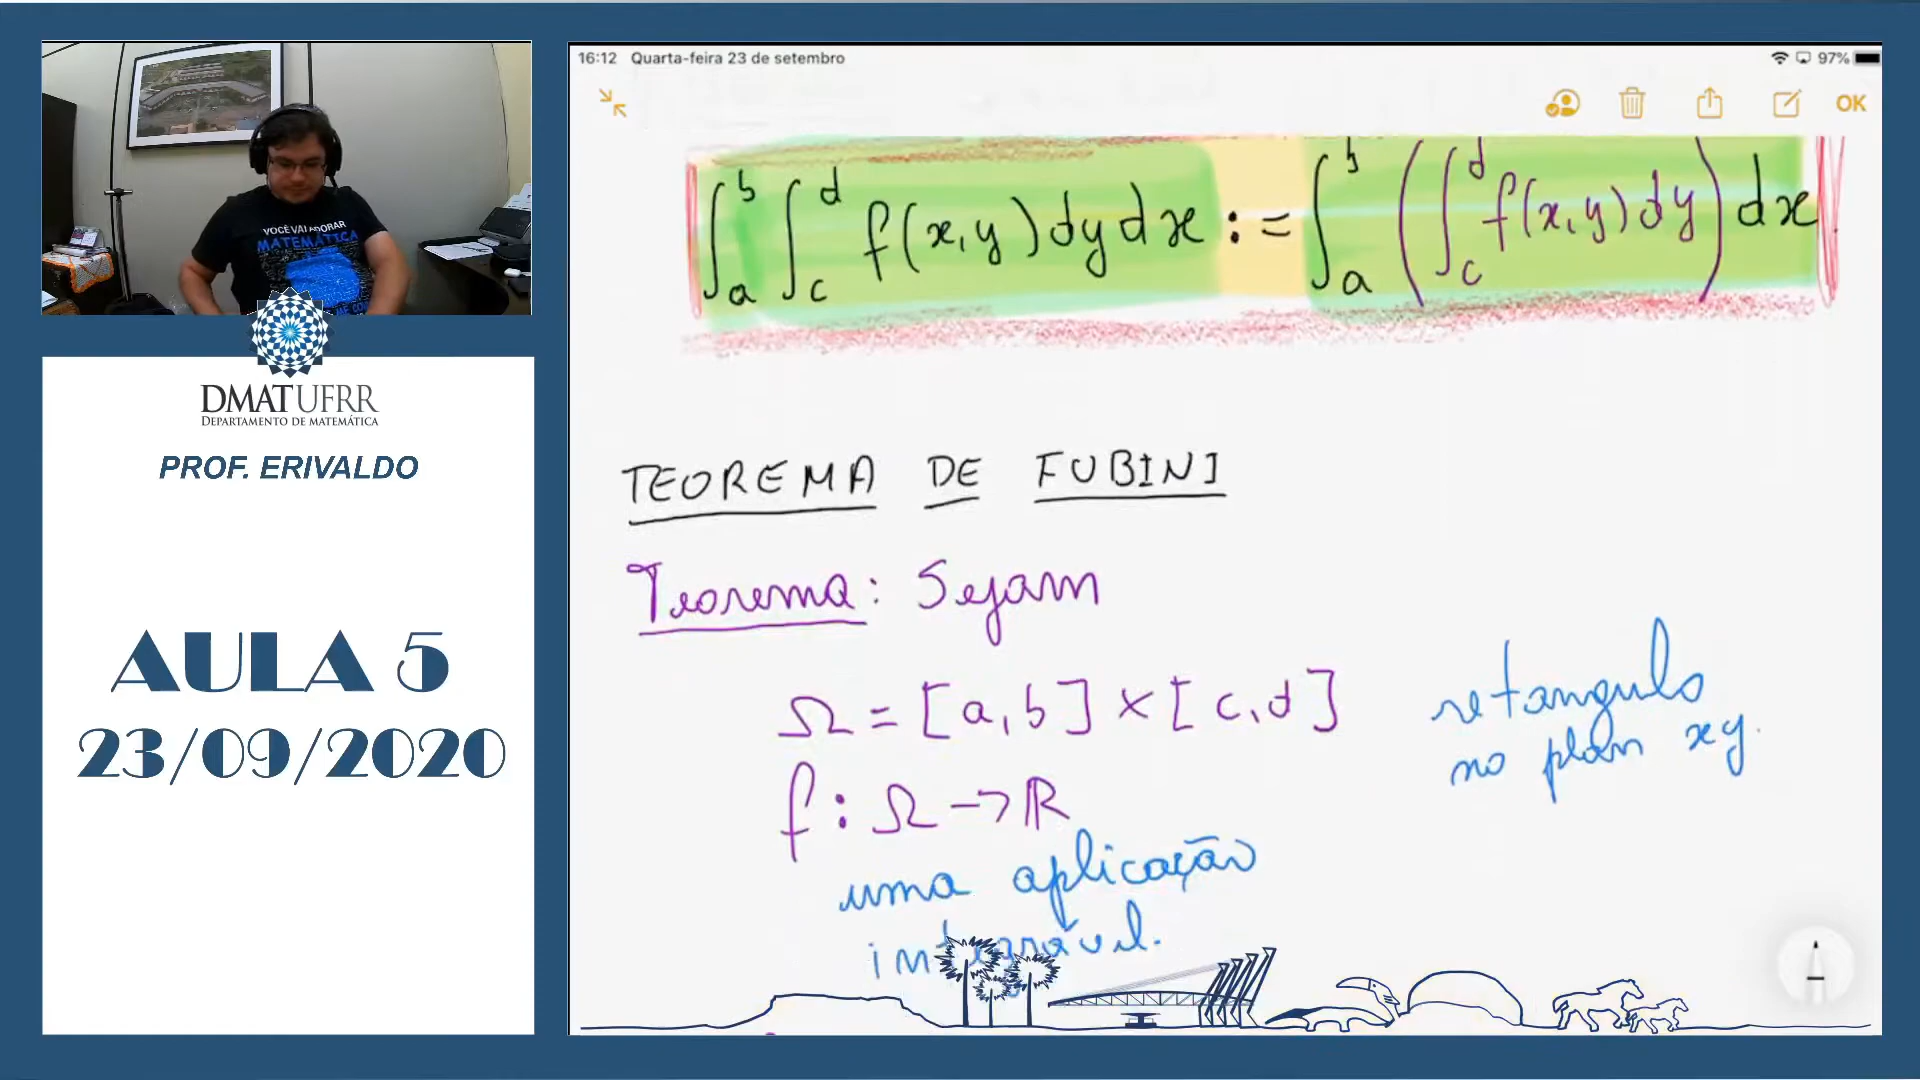 16:12 Quarta-feira 23 de setembro
97%
OK
∫_a^b ∫_c^d f(x,y) dy dx := ∫_a^b (∫_c^d f(x,y) dy) dx
VOCÊ VAI ADORAR
MATEMÁTICA
DMAT UFRR
DEPARTAMENTO DE MATEMÁTICA
PROF. ERIVALDO
AULA 5
23/09/2020
TEOREMA DE FUBINI
Teorema: Sejam
Ω = [a,b] × [c,d]
retangulo
no plan xy.
f: Ω → ℝ
uma aplicação
integrável.